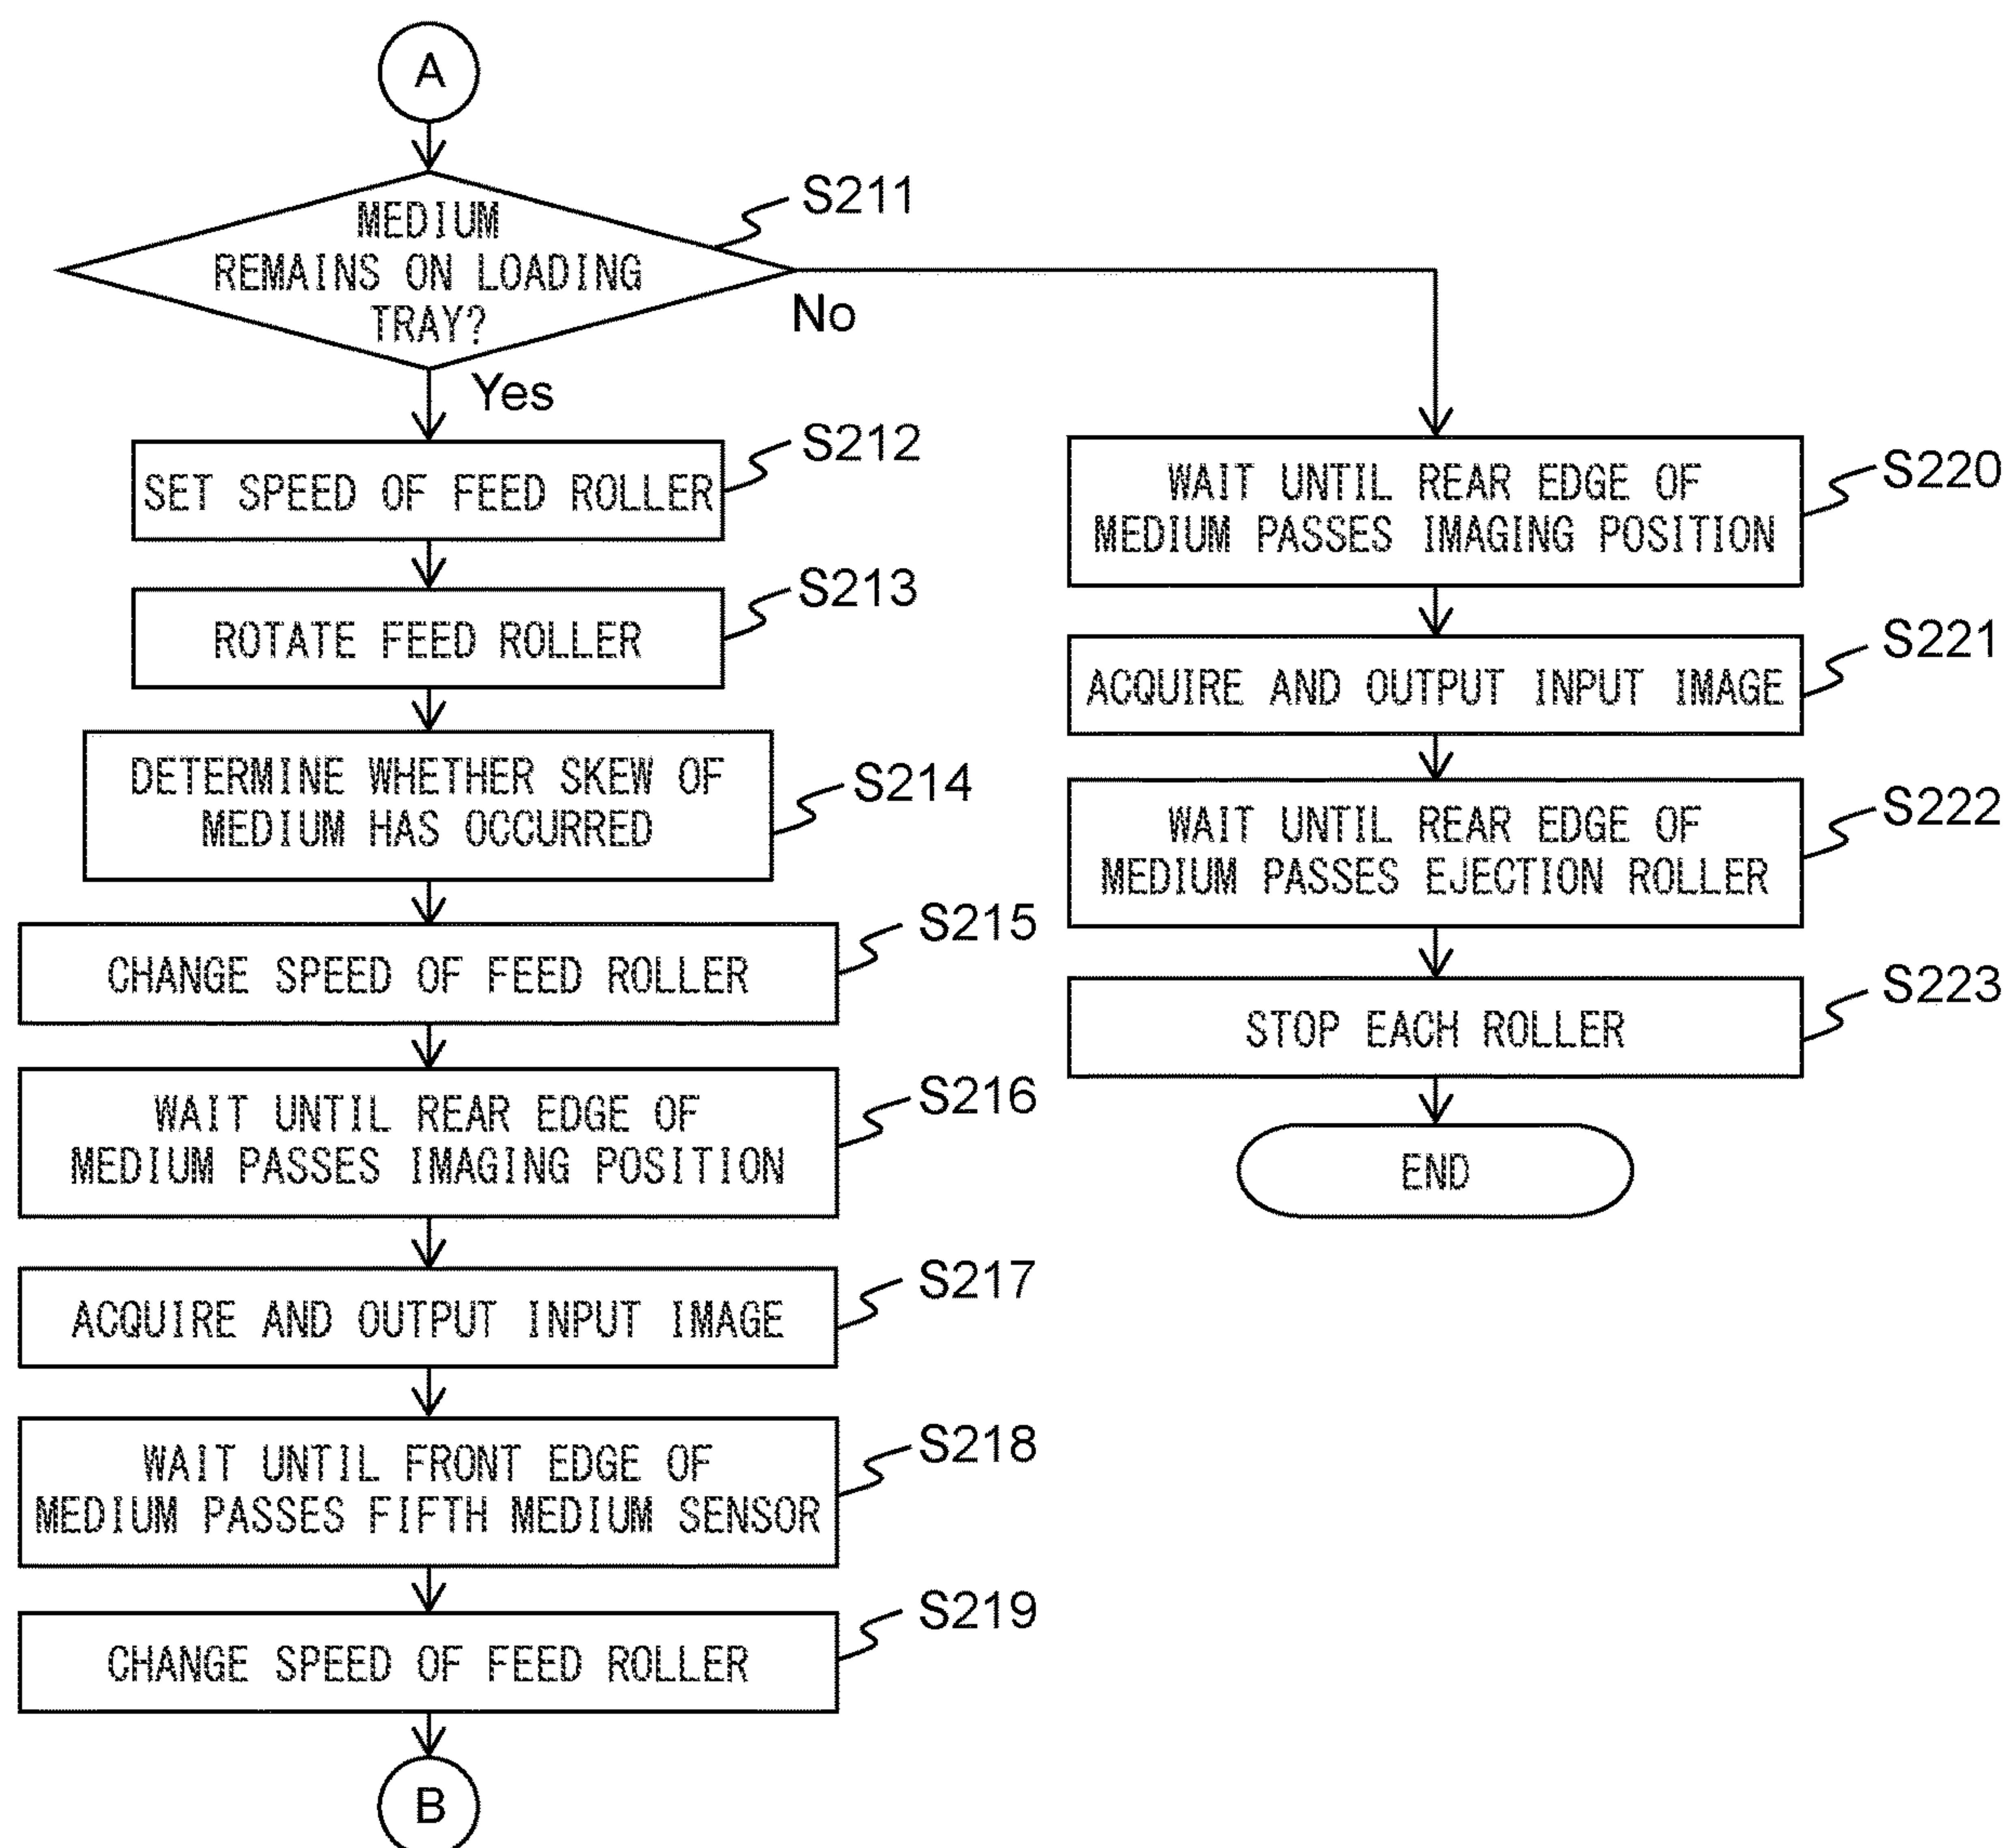 A
MEDIUM
REMAINS ON LOADING
TRAY?
S211
No
Yes
SET SPEED OF FEED ROLLER
S212
ROTATE FEED ROLLER
S213
DETERMINE WHETHER SKEW OF
MEDIUM HAS OCCURRED
S214
CHANGE SPEED OF FEED ROLLER
S215
WAIT UNTIL REAR EDGE OF
MEDIUM PASSES IMAGING POSITION
S216
ACQUIRE AND OUTPUT INPUT IMAGE
S217
WAIT UNTIL FRONT EDGE OF
MEDIUM PASSES FIFTH MEDIUM SENSOR
S218
CHANGE SPEED OF FEED ROLLER
S219
B
WAIT UNTIL REAR EDGE OF
MEDIUM PASSES IMAGING POSITION
S220
ACQUIRE AND OUTPUT INPUT IMAGE
S221
WAIT UNTIL REAR EDGE OF
MEDIUM PASSES EJECTION ROLLER
S222
STOP EACH ROLLER
S223
END